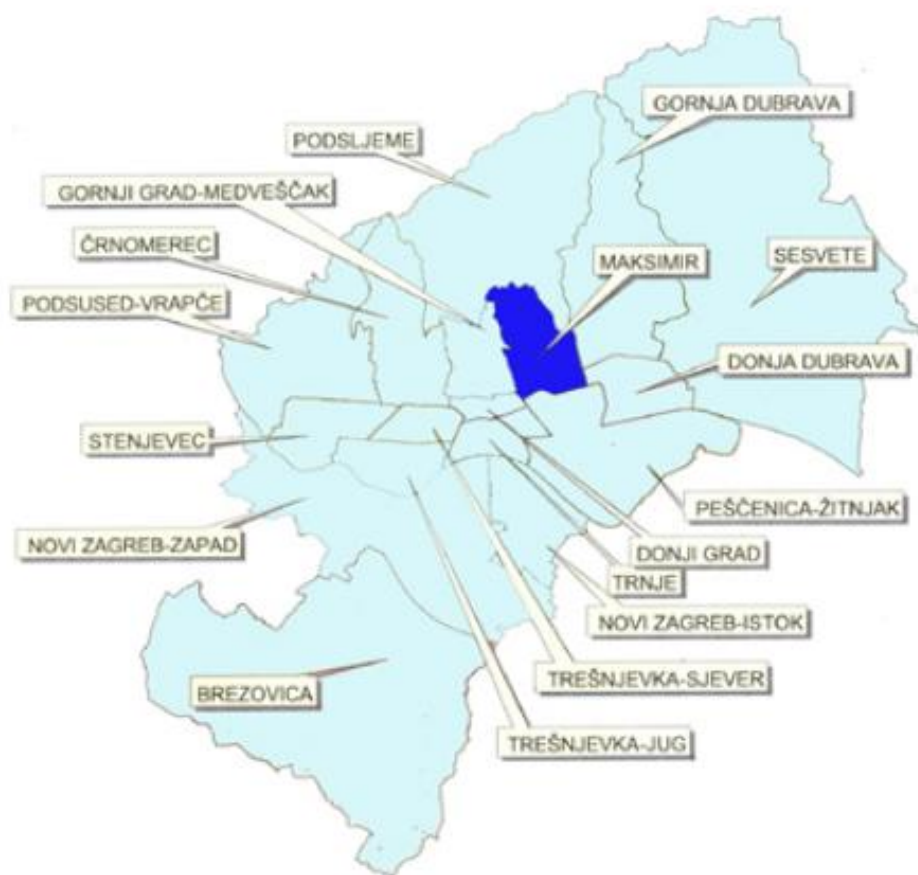 GORNJA DUBRAVA
PODSLJEME
GORNJI GRAD-MEDVEŠČAK
ČRNOMEREC
MAKSIMIR
SESVETE
PODSUSED-VRAPČE
DONJA DUBRAVA
STENJEVEC
PEŠČENICA-ŽITNJAK
NOVI ZAGREB-ZAPAD
DONJI GRAD
TRNJE
NOVI ZAGREB-ISTOK
TREŠNJEVKA-SJEVER
BREZOVICA
TREŠNJEVKA-JUG